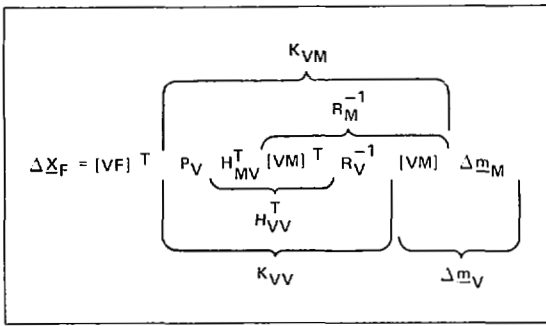 K_VM
R_M^-1
ΔX_F = [VF]^T P_V H_MV^T [VM]^T R_V^-1 [VM] Δm_M
H_VV^T
K_VV Δm_V